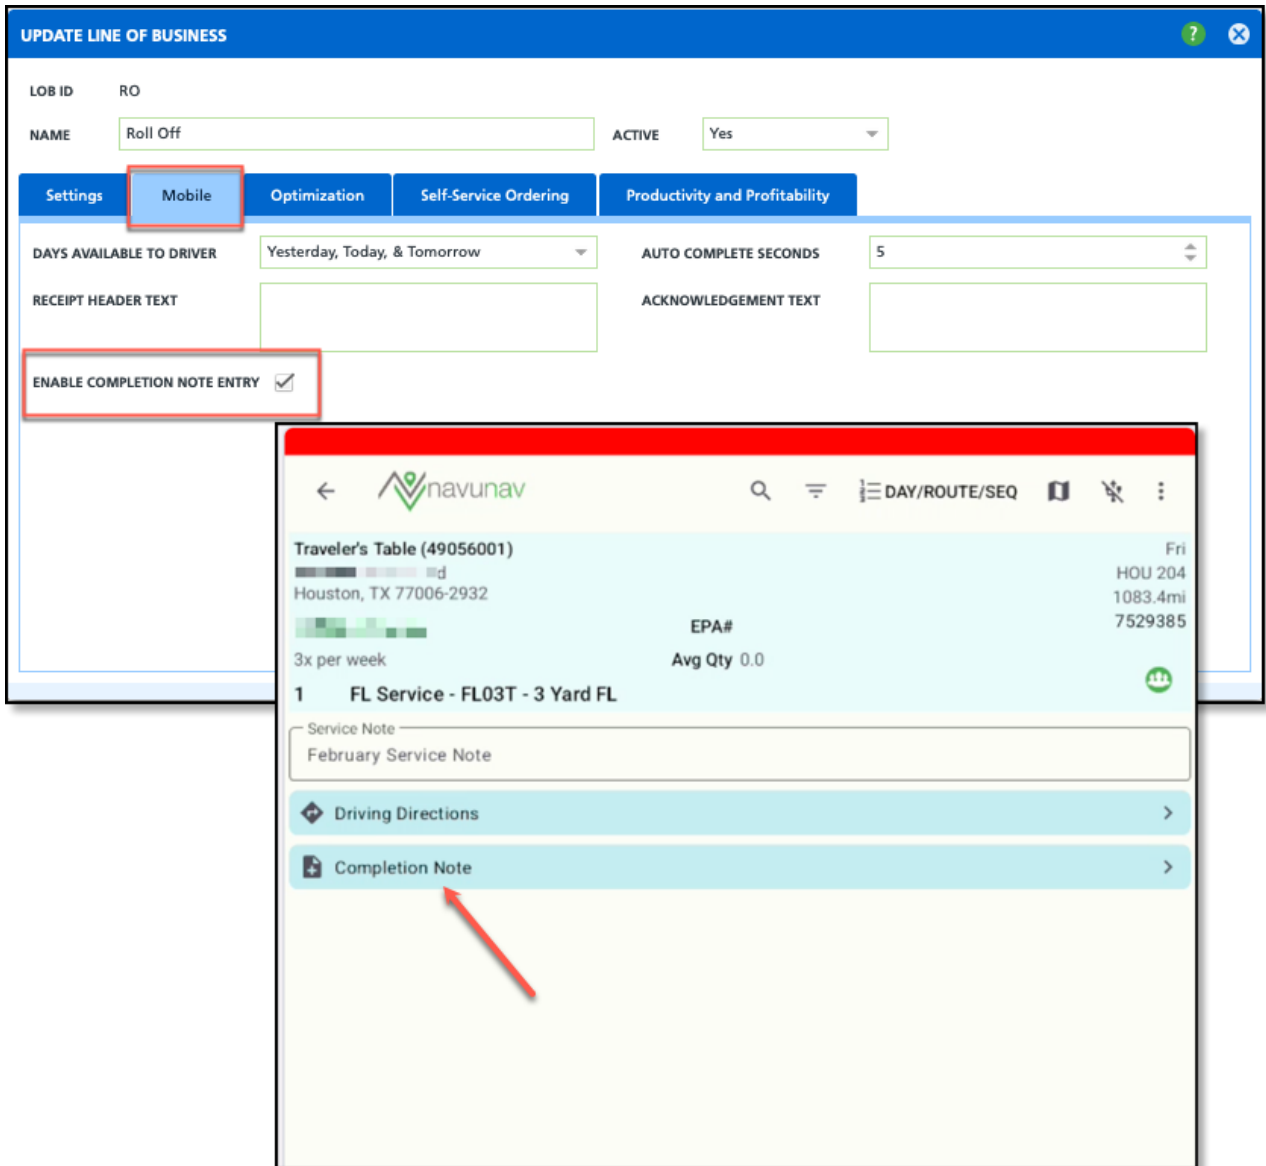 UPDATE LINE OF BUSINESS ?
LOB ID RO
NAME Roll Off ACTIVE Yes
Settings Mobile Optimization Self-Service Ordering Productivity and Profitability
DAYS AVAILABLE TO DRIVER Yesterday, Today, & Tomorrow AUTO COMPLETE SECONDS 5
RECEIPT HEADER TEXT ACKNOWLEDGEMENT TEXT
ENABLE COMPLETION NOTE ENTRY
navunav DAY/ROUTE/SEQ
Traveler's Table (49056001) Fri
d HOU 204
Houston, TX 77006-2932 1083.4mi
EPA# 7529385
3x per week Avg Qty 0.0
1 FL Service - FL03T - 3 Yard FL
Service Note
February Service Note
Driving Directions
Completion Note